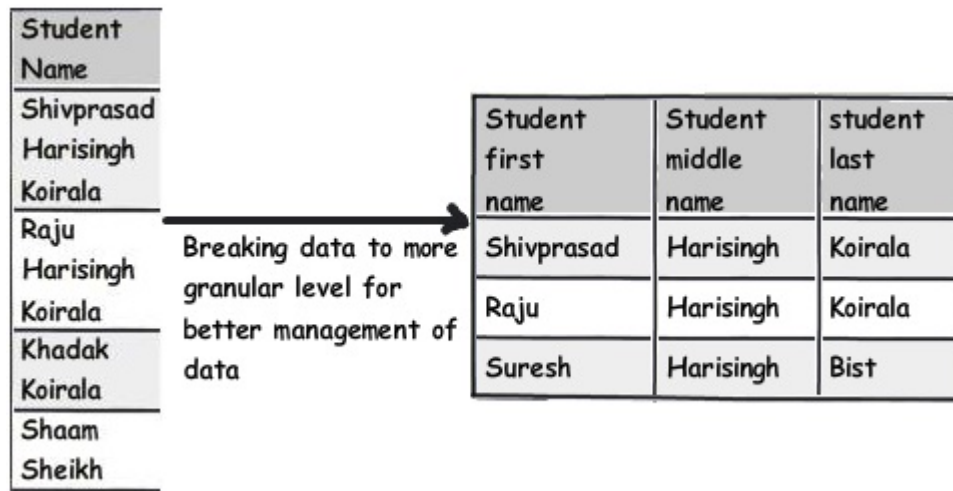 Student
Name
Shivprasad
Harisingh
Koirala
Raju
Harisingh
Koirala
Khadak
Koirala
Shaam
Sheikh
Breaking data to more
granular level for
better management of
data
Student first name
Student middle name
student last name
Shivprasad Harisingh Koirala
Raju Harisingh Koirala
Suresh Harisingh Bist